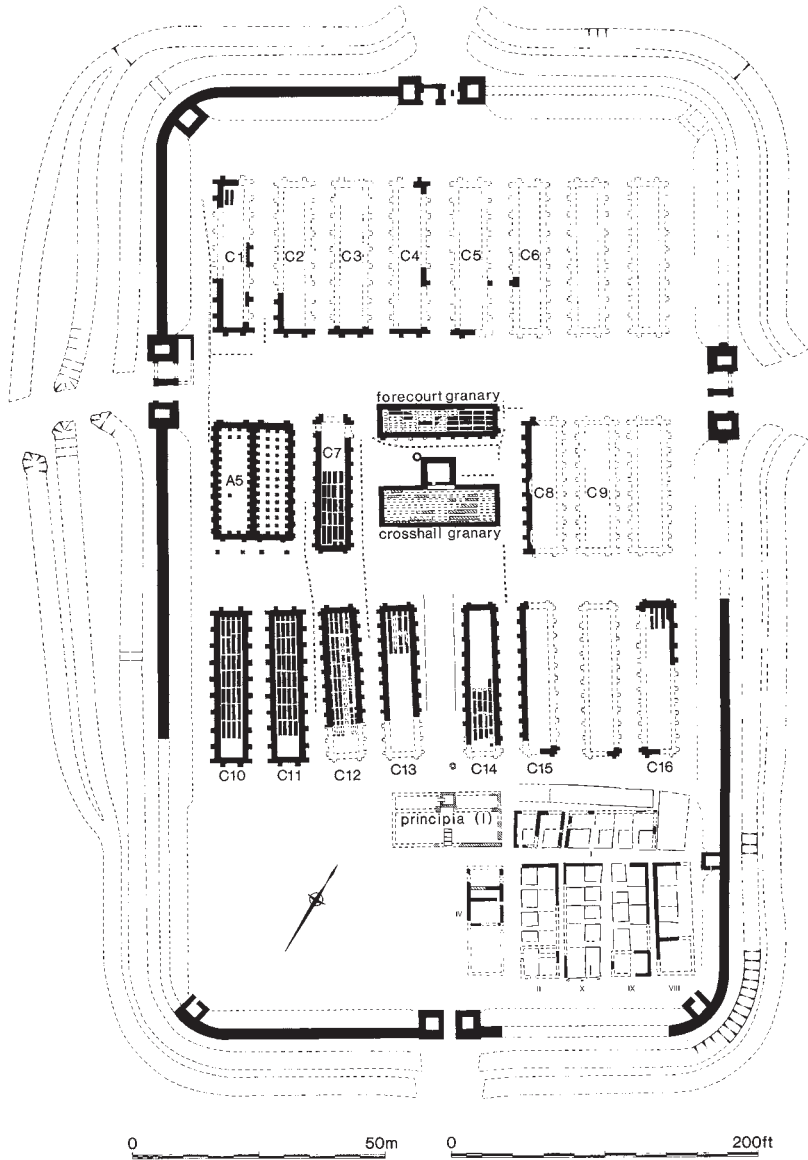 C1 C2 C3 C4 C5 C6
forecourt granary
C7
A5
C8 C9
crosshall granary
C10 C11 C12 C13 C14 C15 C16
principia (I)
I
IV
II X IX VIII
0 50m 0 200ft